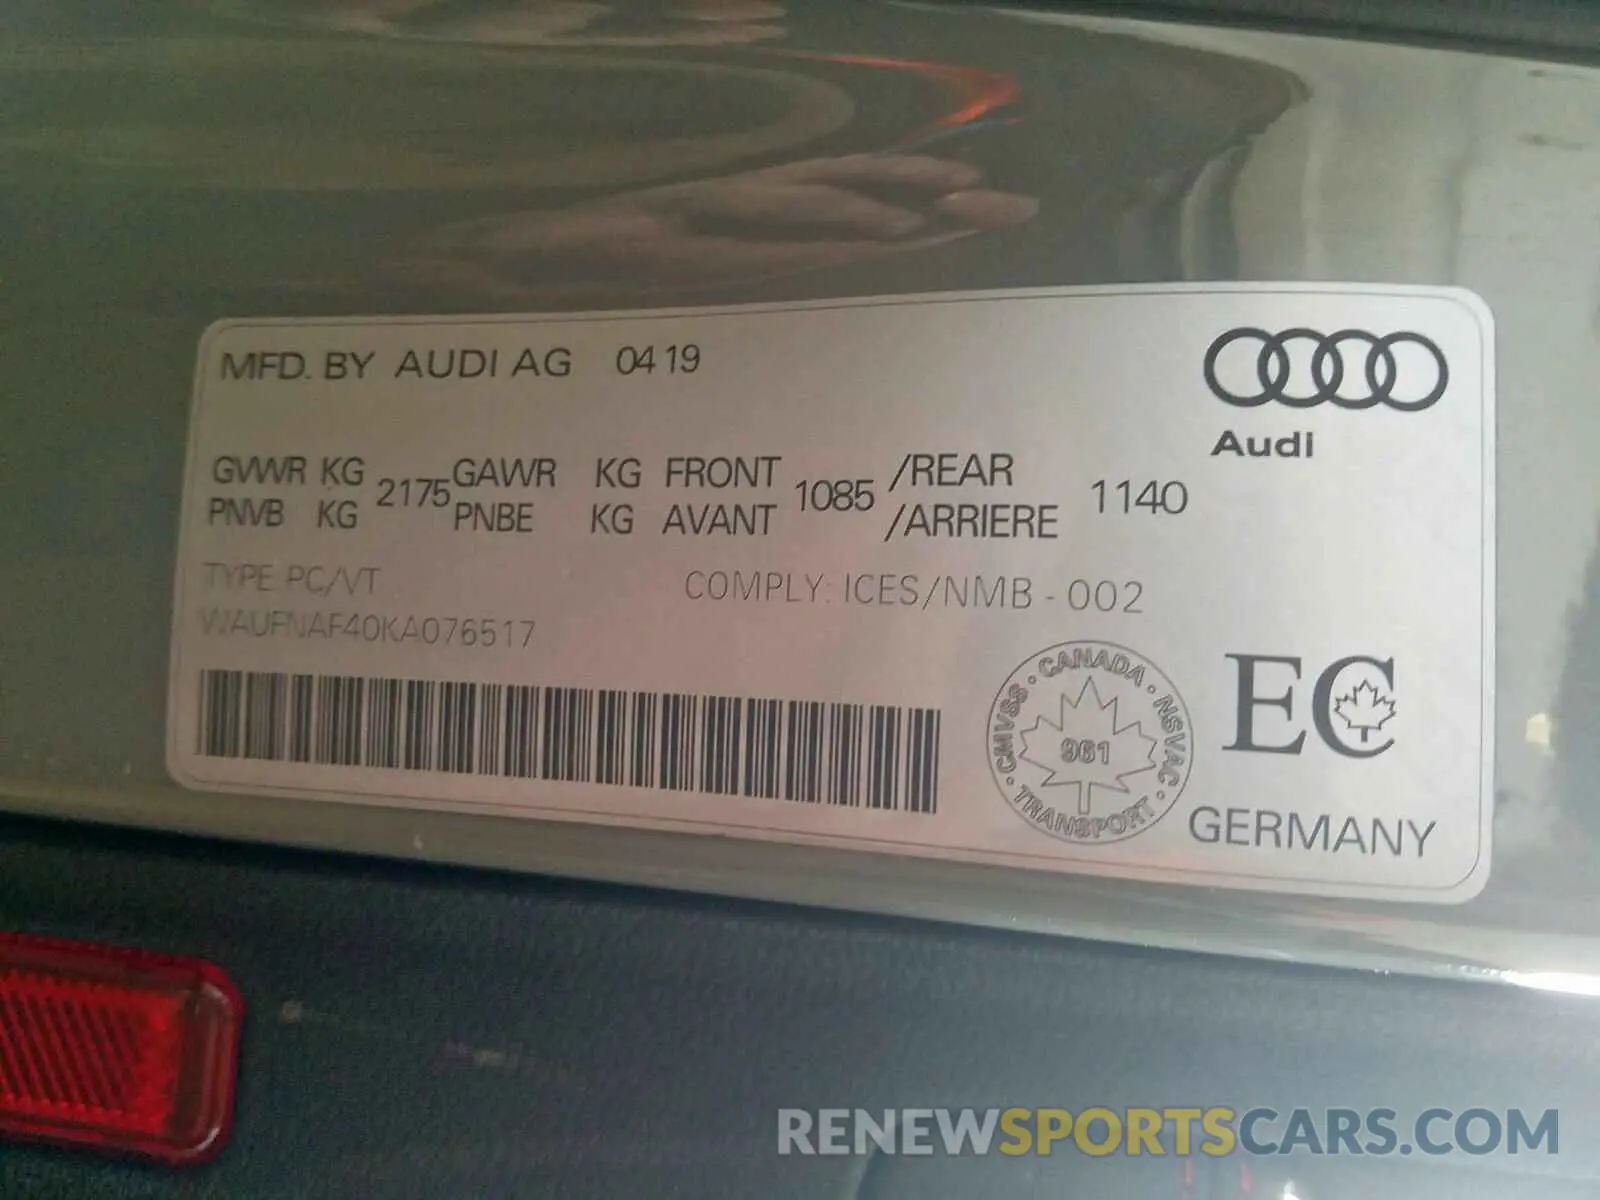 MFD. BY AUDI AG 04 19
Audi
GVWR KG 2175 GAWR KG FRONT 1085 /REAR 1140
PNVB KG PNBE KG AVANT /ARRIERE
TYPE PC/VT COMPLY: ICES/NMB - 002
WAUFNAF40KA076517
CANADA · NSVAC · TRANSPORT · CMVSS ·
961
EC
GERMANY
RENEWSPORTSCARS.COM